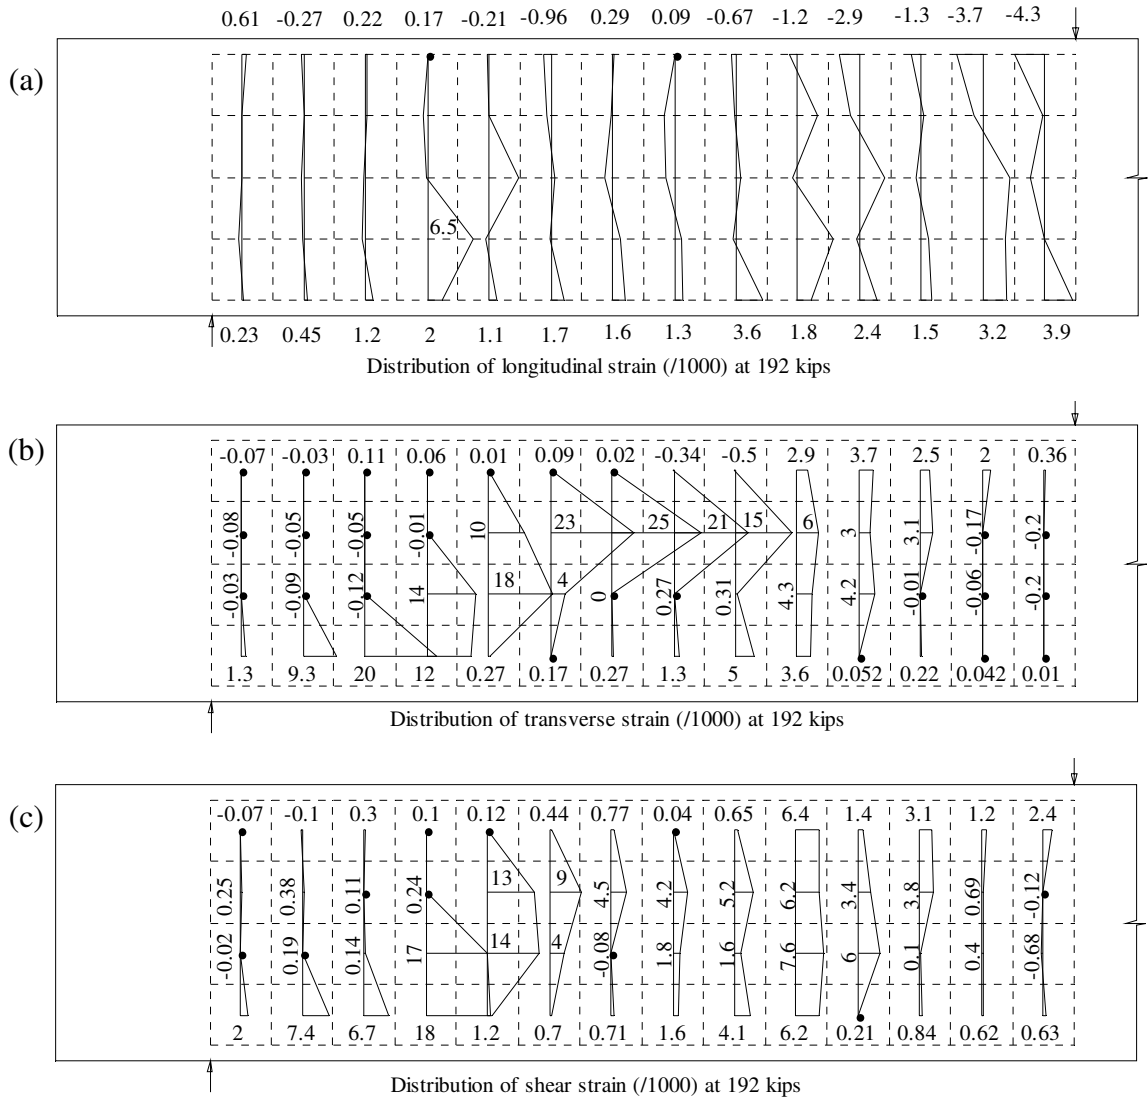 0.61 -0.27 0.22 0.17 -0.21 -0.96 0.29 0.09 -0.67 -1.2 -2.9 -1.3 -3.7 -4.3
(a)
6.5
0.23 0.45 1.2 2 1.1 1.7 1.6 1.3 3.6 1.8 2.4 1.5 3.2 3.9
Distribution of longitudinal strain (/1000) at 192 kips
(b)
-0.07 -0.03 0.11 0.06 0.01 0.09 0.02 -0.34 -0.5 2.9 3.7 2.5 2 0.36
-0.08 -0.05 -0.05 -0.01 10 23 25 21 15 6 3 3.1 -0.17 -0.2
-0.03 -0.09 -0.12 14 18 4 0 0.27 0.31 4.3 4.2 -0.01 -0.06 -0.2
1.3 9.3 20 12 0.27 0.17 0.27 1.3 5 3.6 0.052 0.22 0.042 0.01
Distribution of transverse strain (/1000) at 192 kips
(c)
-0.07 -0.1 0.3 0.1 0.12 0.44 0.77 0.04 0.65 6.4 1.4 3.1 1.2 2.4
0.25 0.38 0.11 0.24 13 9 4.5 4.2 5.2 6.2 3.4 3.8 0.69 -0.12
-0.02 0.19 0.14 17 14 4 -0.08 1.8 1.6 7.6 6 0.1 0.4 -0.68
2 7.4 6.7 18 1.2 0.7 0.71 1.6 4.1 6.2 0.21 0.84 0.62 0.63
Distribution of shear strain (/1000) at 192 kips